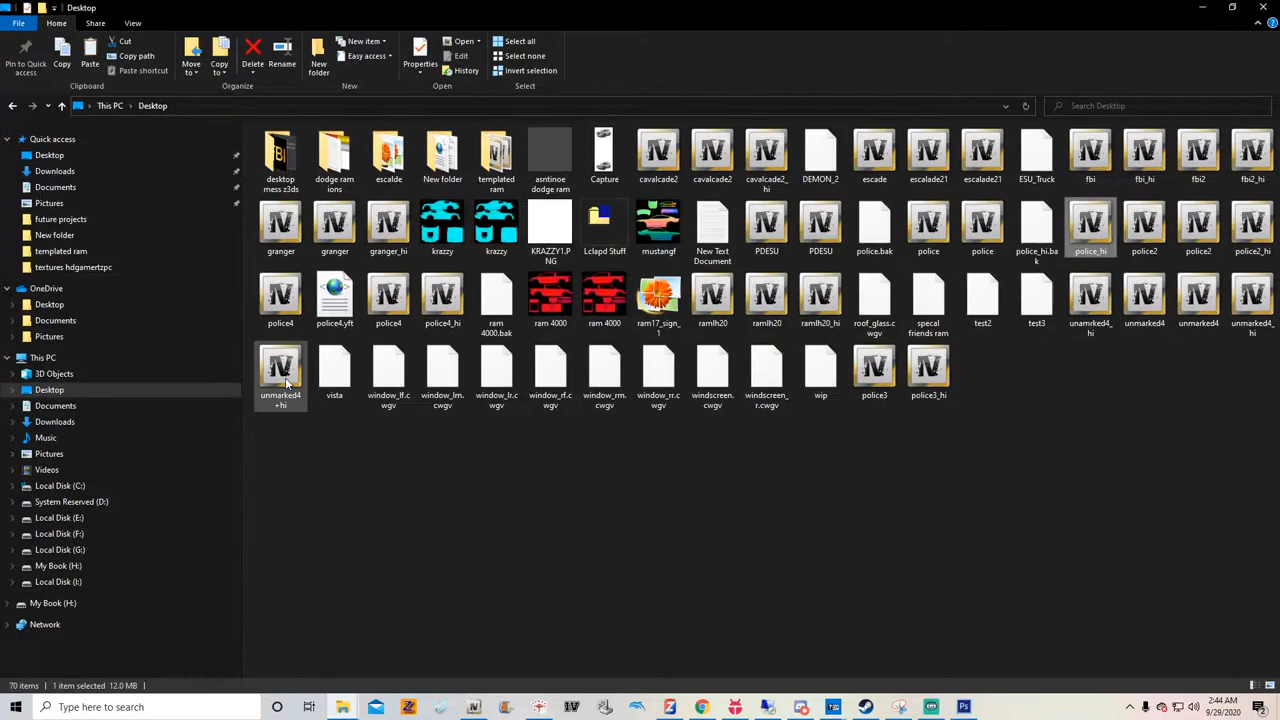 Desktop
File Home Share View
Pin to Quick access
Copy
Paste
Cut
Copy path
Paste shortcut
Clipboard
Move to
Copy to
Delete
Rename
Organize
New folder
New item
Easy access
New
Properties
Open
Edit
History
Open
Select all
Select none
Invert selection
Select
This PC Desktop
Search Desktop
Quick access
Desktop
Downloads
Documents
Pictures
future projects
New folder
templated ram
textures hdgamertzpc
OneDrive
Desktop
Documents
Pictures
This PC
3D Objects
Desktop
Documents
Downloads
Music
Pictures
Videos
Local Disk (C:)
System Reserved (D:)
Local Disk (E:)
Local Disk (F:)
Local Disk (G:)
My Book (H:)
Local Disk (I:)
My Book (H:)
Network
desktop mess z3ds
dodge ram ions
escalde
New folder
templated ram
asntinoe dodge ram
Capture
cavalcade2
cavalcade2
cavalcade2_hi
DEMON_2
escade
escalade21
escalade21
ESU_Truck
fbi
fbi_hi
fbi2
fbi2_hi
granger
granger
granger_hi
krazzy
krazzy
KRAZZY1.PNG
Lclapd Stuff
mustangf
New Text Document
PDESU
PDESU
police.bak
police
police
police_hi.bak
police_hi
police2
police2
police2_hi
police4
police4.yft
police4
police4_hi
ram 4000.bak
ram 4000
ram 4000
ram17_sign_1
ramlh20
ramlh20
ramlh20_hi
roof_glass.cwgv
specal friends ram
test2
test3
unamrked4_hi
unmarked4
unmarked4
unmarked4_hi
unmarked4+hi
vista
window_lf.cwgv
window_lm.cwgv
window_lr.cwgv
window_rf.cwgv
window_rm.cwgv
window_rr.cwgv
windscreen.cwgv
windscreen_r.cwgv
wip
police3
police3_hi
70 items 1 item selected 12.0 MB
Type here to search
2:44 AM
9/29/2020